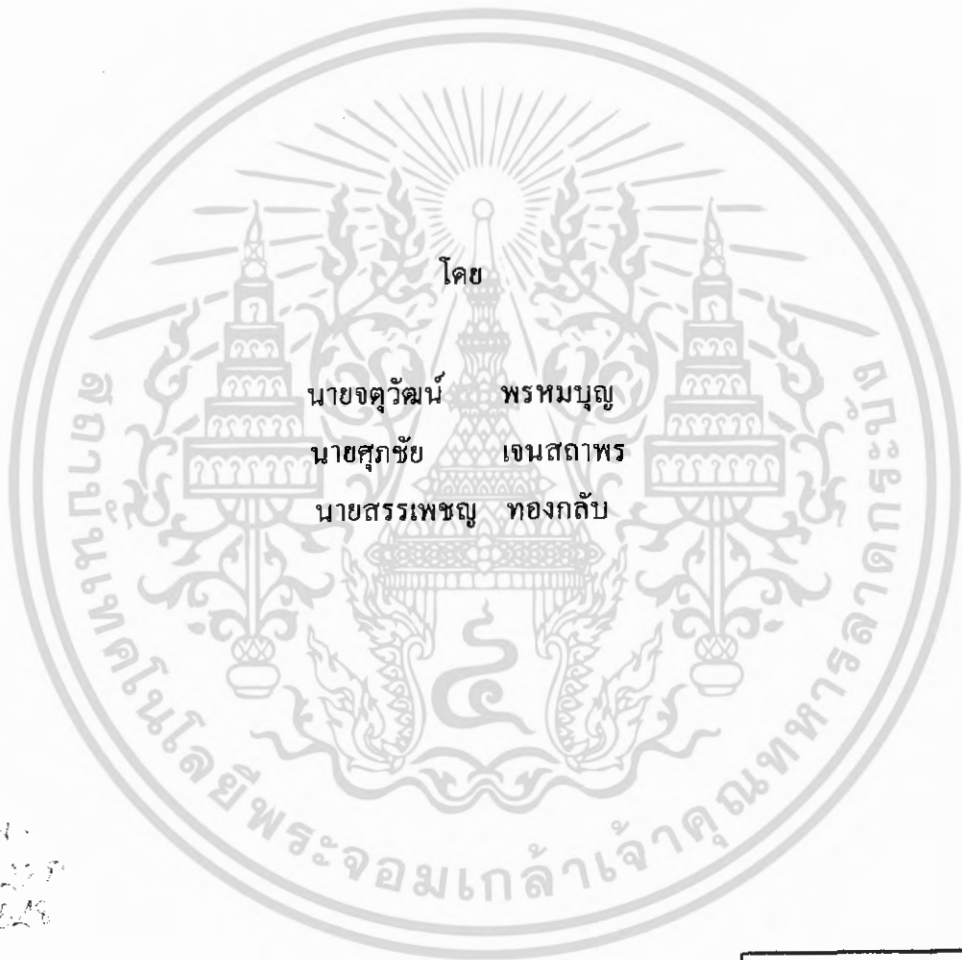 โดย
นายจตุวัฒน์ พรหมบุญ
นายศุภชัย เจนสถาพร
นายสรรเพชญ ทองกลับ
สถาบันเทคโนโลยีพระจอมเกล้าเจ้าคุณทหารลาดกระบัง
๔